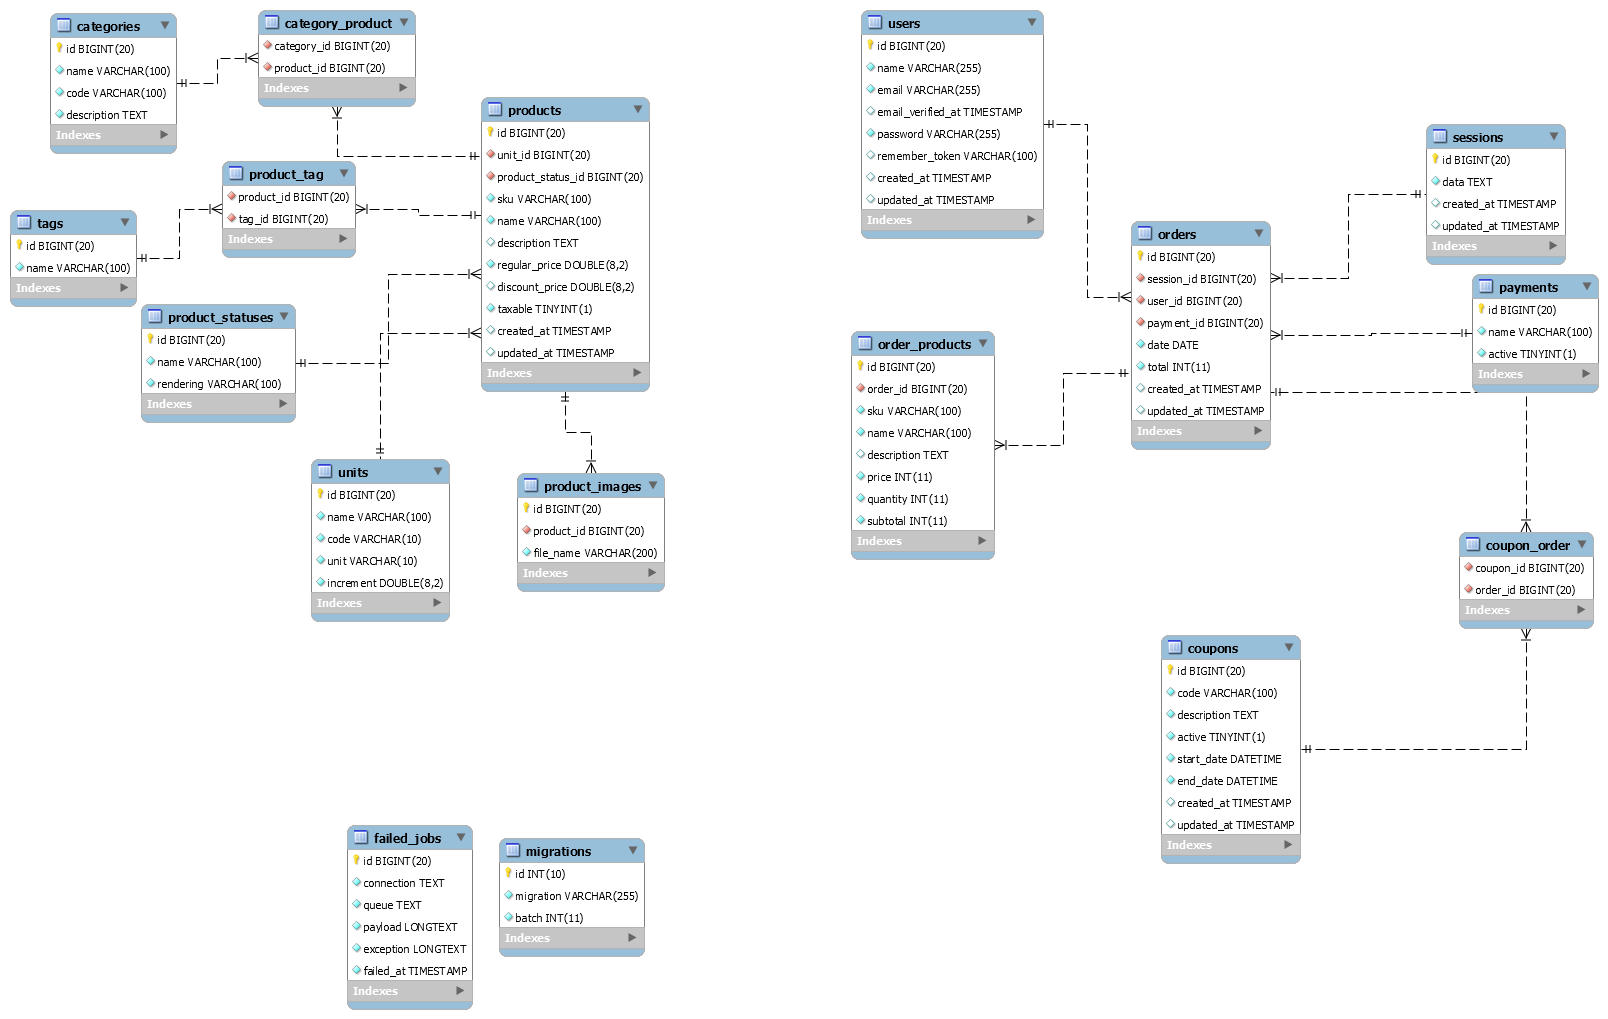 categories
id BIGINT(20)
name VARCHAR(100)
code VARCHAR(100)
description TEXT
Indexes
category_product
category_id BIGINT(20)
product_id BIGINT(20)
Indexes
products
id BIGINT(20)
unit_id BIGINT(20)
product_status_id BIGINT(20)
sku VARCHAR(100)
name VARCHAR(100)
description TEXT
regular_price DOUBLE(8,2)
discount_price DOUBLE(8,2)
taxable TINYINT(1)
created_at TIMESTAMP
updated_at TIMESTAMP
Indexes
product_tag
product_id BIGINT(20)
tag_id BIGINT(20)
Indexes
tags
id BIGINT(20)
name VARCHAR(100)
Indexes
product_statuses
id BIGINT(20)
name VARCHAR(100)
rendering VARCHAR(100)
Indexes
units
id BIGINT(20)
name VARCHAR(100)
code VARCHAR(10)
unit VARCHAR(10)
increment DOUBLE(8,2)
Indexes
product_images
id BIGINT(20)
product_id BIGINT(20)
file_name VARCHAR(200)
Indexes
users
id BIGINT(20)
name VARCHAR(255)
email VARCHAR(255)
email_verified_at TIMESTAMP
password VARCHAR(255)
remember_token VARCHAR(100)
created_at TIMESTAMP
updated_at TIMESTAMP
Indexes
sessions
id BIGINT(20)
data TEXT
created_at TIMESTAMP
updated_at TIMESTAMP
Indexes
orders
id BIGINT(20)
session_id BIGINT(20)
user_id BIGINT(20)
payment_id BIGINT(20)
date DATE
total INT(11)
created_at TIMESTAMP
updated_at TIMESTAMP
Indexes
payments
id BIGINT(20)
name VARCHAR(100)
active TINYINT(1)
Indexes
order_products
id BIGINT(20)
order_id BIGINT(20)
sku VARCHAR(100)
name VARCHAR(100)
description TEXT
price INT(11)
quantity INT(11)
subtotal INT(11)
Indexes
coupon_order
coupon_id BIGINT(20)
order_id BIGINT(20)
Indexes
coupons
id BIGINT(20)
code VARCHAR(100)
description TEXT
active TINYINT(1)
start_date DATETIME
end_date DATETIME
created_at TIMESTAMP
updated_at TIMESTAMP
Indexes
failed_jobs
id BIGINT(20)
connection TEXT
queue TEXT
payload LONGTEXT
exception LONGTEXT
failed_at TIMESTAMP
Indexes
migrations
id INT(10)
migration VARCHAR(255)
batch INT(11)
Indexes